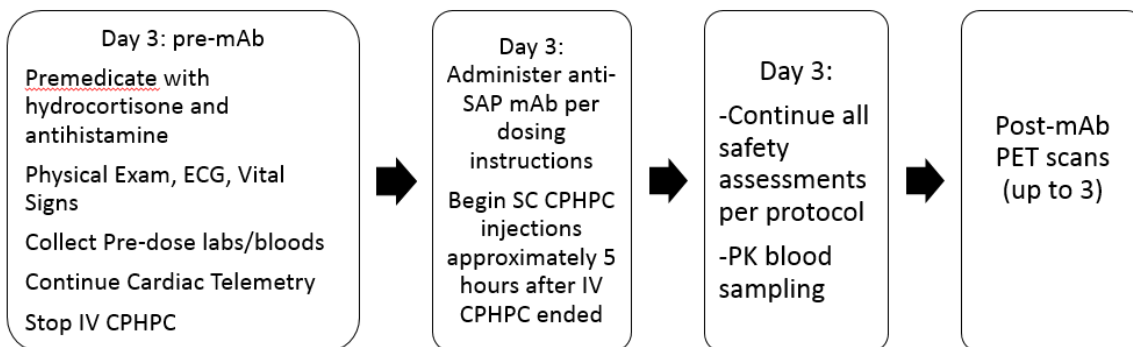 Day 3: pre-mAb
Premedicate with
hydrocortisone and
antihistamine
Physical Exam, ECG, Vital
Signs
Collect Pre-dose labs/bloods
Continue Cardiac Telemetry
Stop IV CPHPC
Day 3:
Administer anti-
SAP mAb per
dosing
instructions
Begin SC CPHPC
injections
approximately 5
hours after IV
CPHPC ended
Day 3:
-Continue all
safety
assessments
per protocol
-PK blood
sampling
Post-mAb
PET scans
(up to 3)